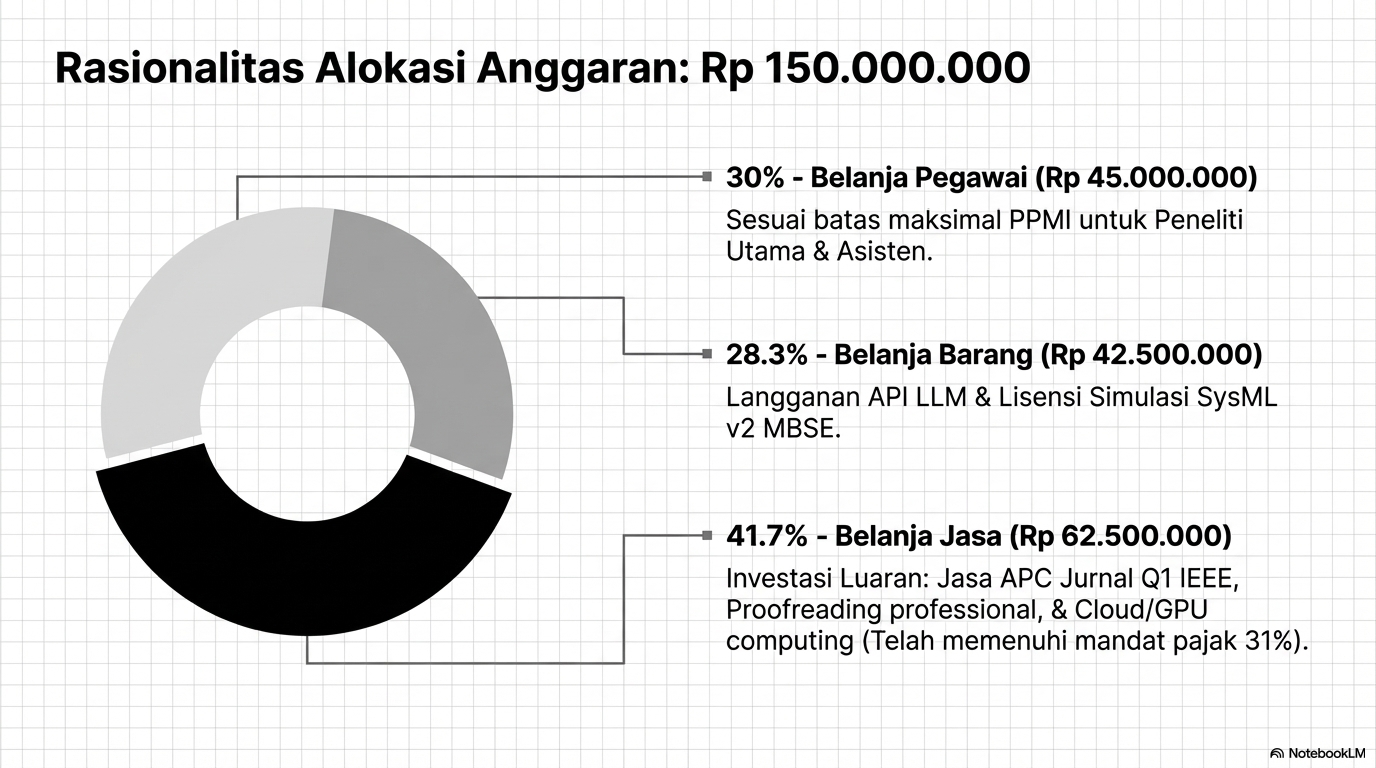 Rasionalitas Alokasi Anggaran: Rp 150.000.000
30% - Belanja Pegawai (Rp 45.000.000)
Sesuai batas maksimal PPMI untuk Peneliti
Utama & Asisten.
28.3% - Belanja Barang (Rp 42.500.000)
Langganan API LLM & Lisensi Simulasi SysML
v2 MBSE.
41.7% - Belanja Jasa (Rp 62.500.000)
Investasi Luaran: Jasa APC Jurnal Q1 IEEE,
Proofreading professional, & Cloud/GPU
computing (Telah memenuhi mandat pajak 31%).
NotebookLM